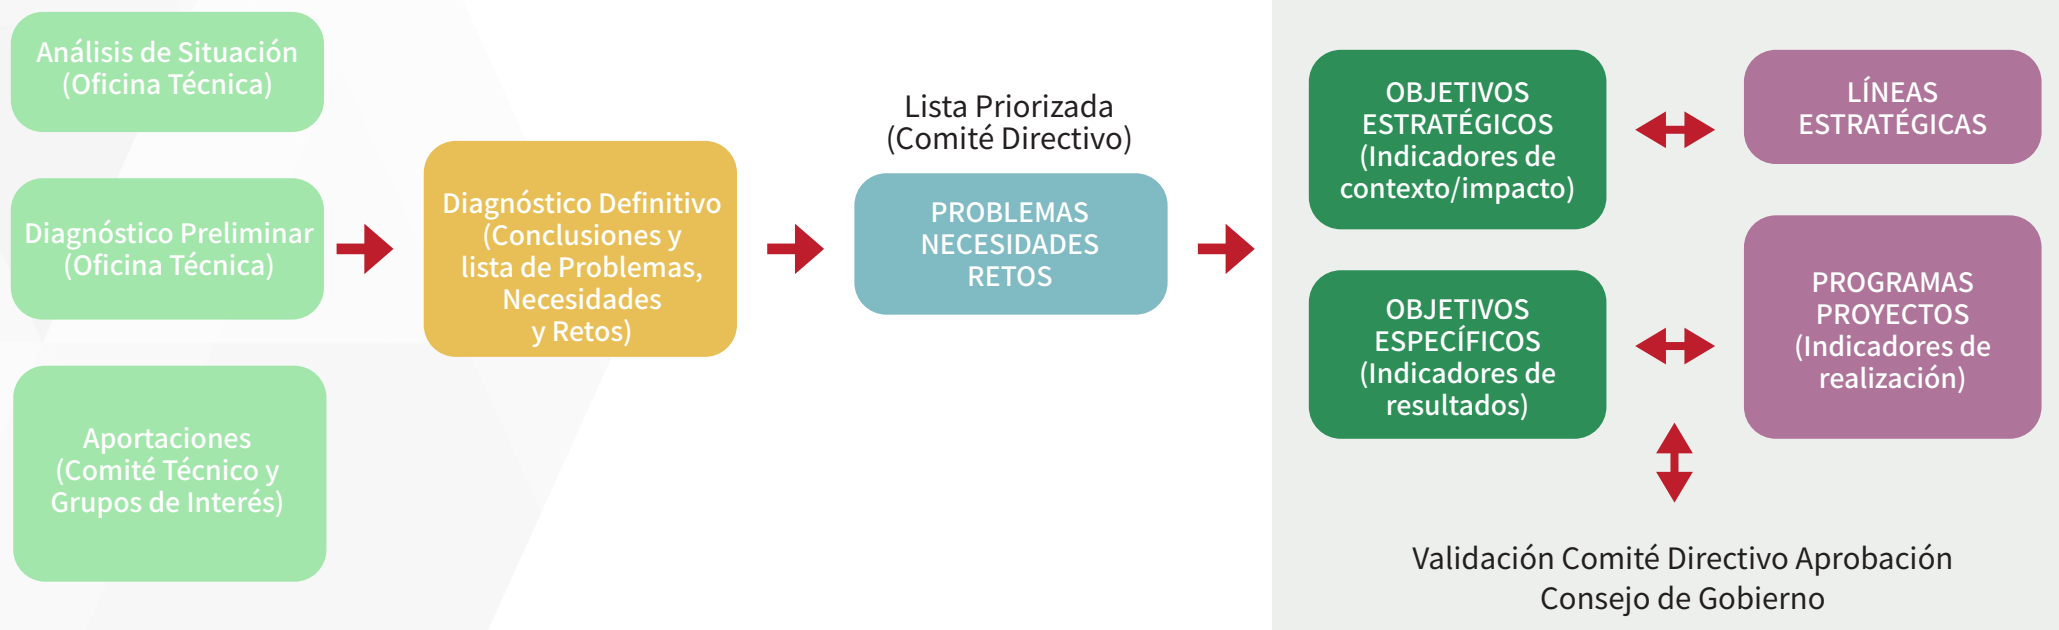 Análisis de Situación
(Oficina Técnica)
Diagnóstico Preliminar
(Oficina Técnica)
Aportaciones
(Comité Técnico y
Grupos de Interés)
Diagnóstico Definitivo
(Conclusiones y
lista de Problemas,
Necesidades
y Retos)
Lista Priorizada
(Comité Directivo)
PROBLEMAS
NECESIDADES
RETOS
OBJETIVOS
ESTRATÉGICOS
(Indicadores de
contexto/impacto)
LÍNEAS
ESTRATÉGICAS
OBJETIVOS
ESPECÍFICOS
(Indicadores de
resultados)
PROGRAMAS
PROYECTOS
(Indicadores de
realización)
Validación Comité Directivo Aprobación
Consejo de Gobierno